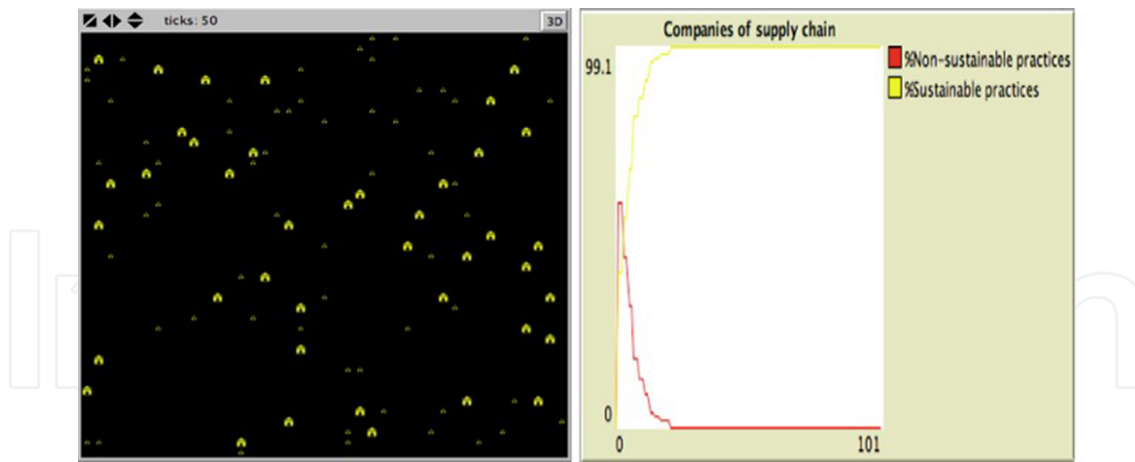 ticks: 50
3D
Companies of supply chain
99.1
0
0
101
%Non-sustainable practices
%Sustainable practices